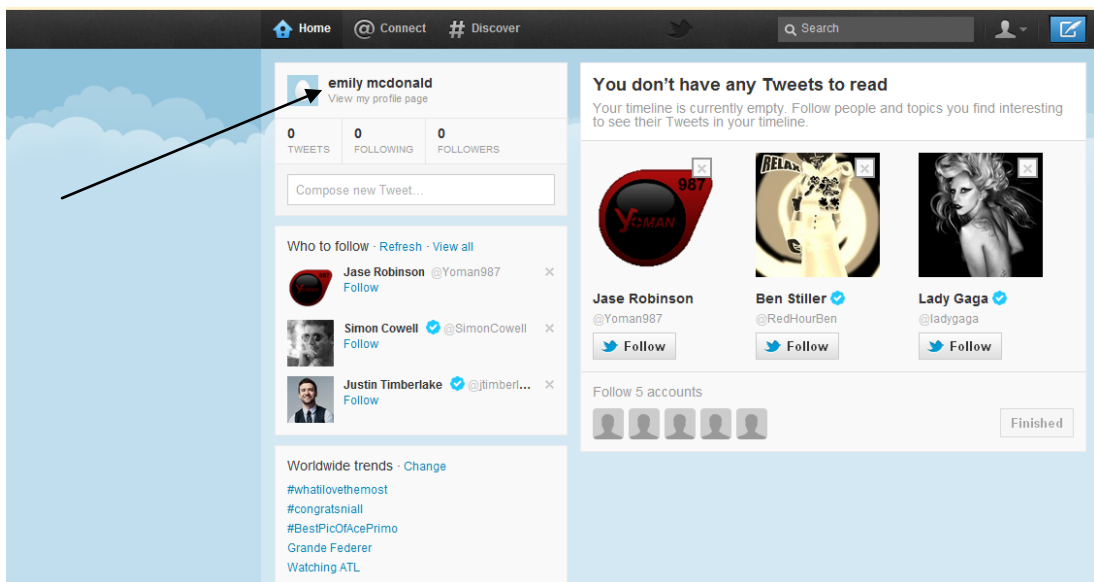 Home @ Connect # Discover Search
emily mcdonald
View my profile page
0 0 0
TWEETS FOLLOWING FOLLOWERS
Compose new Tweet...
Who to follow · Refresh · View all
Jase Robinson @Yoman987
Follow
Simon Cowell @SimonCowell
Follow
Justin Timberlake @jtimberl...
Follow
Worldwide trends · Change
#whatilovethemost
#congratsniall
#BestPicOfAcePrimo
Grande Federer
Watching ATL
You don't have any Tweets to read
Your timeline is currently empty. Follow people and topics you find interesting
to see their Tweets in your timeline.
987
YOMAN
RELAX
Jase Robinson
@Yoman987
Follow
Ben Stiller
@RedHourBen
Follow
Lady Gaga
@ladygaga
Follow
Follow 5 accounts
Finished